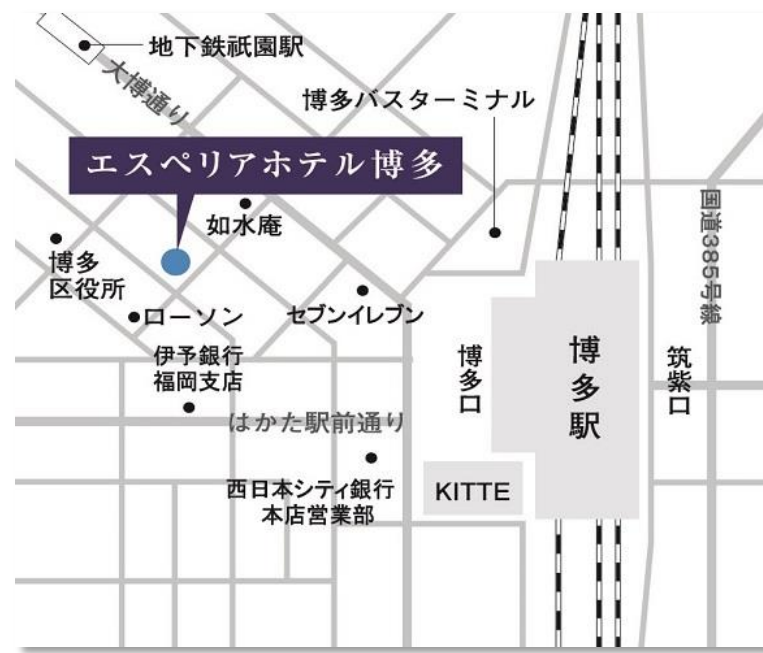 地下鉄祇園駅
大博通り
博多バスターミナル
エスペリアホテル博多
如水庵
国道385号線
博多
区役所
ローソン
セブンイレブン
伊予銀行
福岡支店
博多口
博多駅
筑紫口
はかた駅前通り
西日本シティ銀行
本店営業部
KITTE